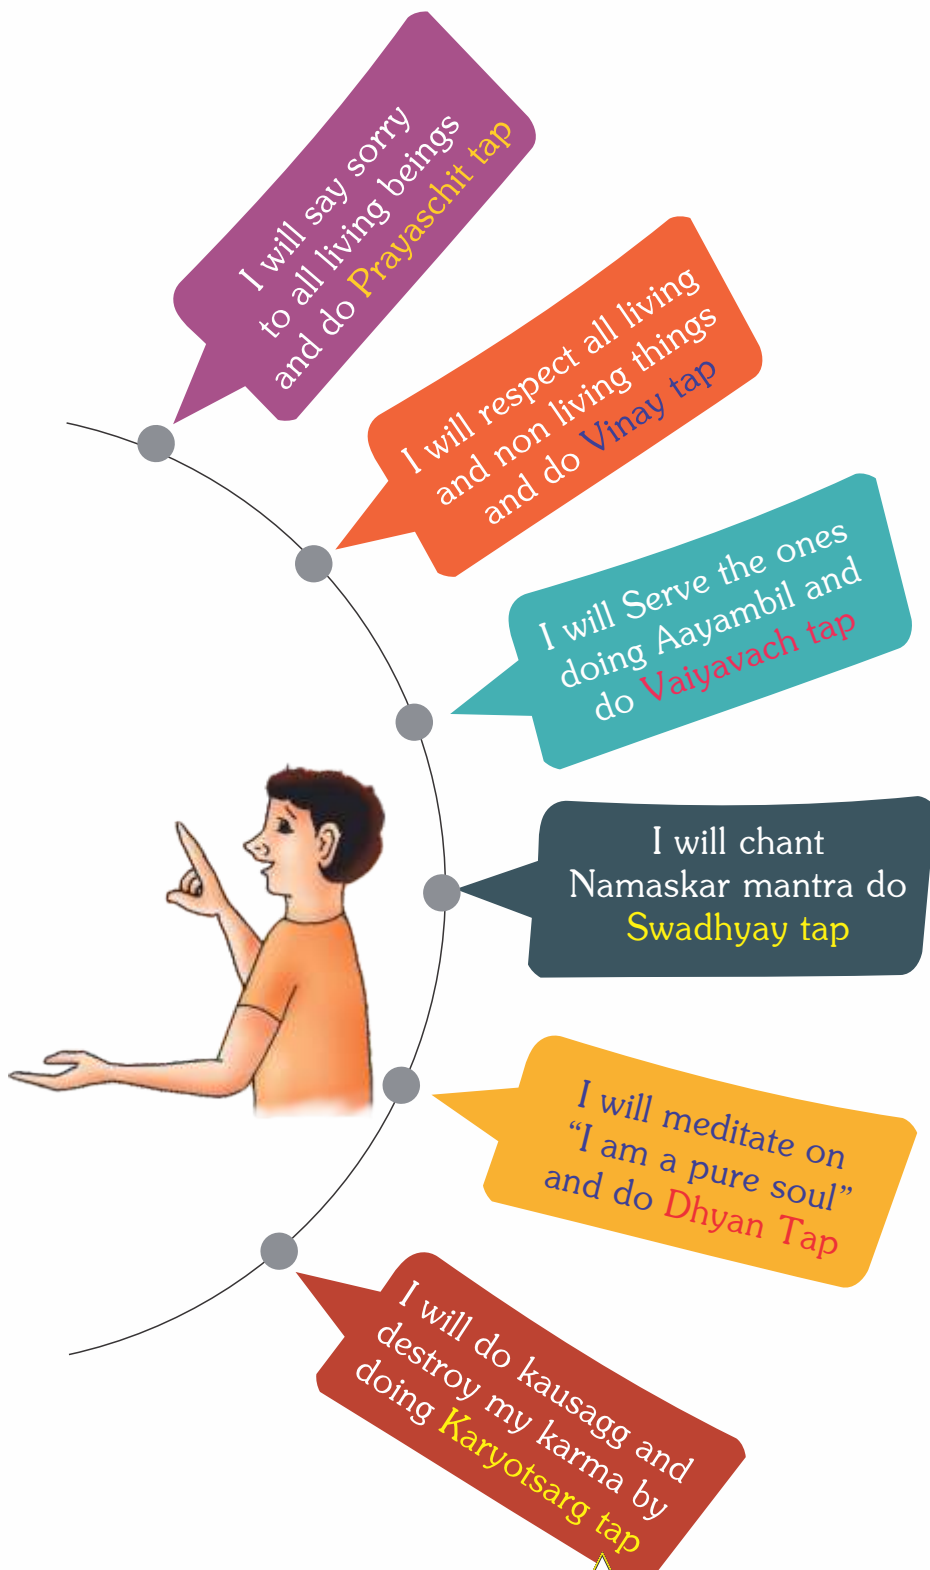 I will say sorry
to all living beings
and do Prayaschit tap
I will respect all living
and non living things
and do Vinay tap
I will Serve the ones
doing Aayambil and
do Vaiyavach tap
I will chant
Namaskar mantra do
Swadhyay tap
I will meditate on
“I am a pure soul”
and do Dhyan Tap
I will do kausagg and
destroy my karma by
doing Karyotsarg tap